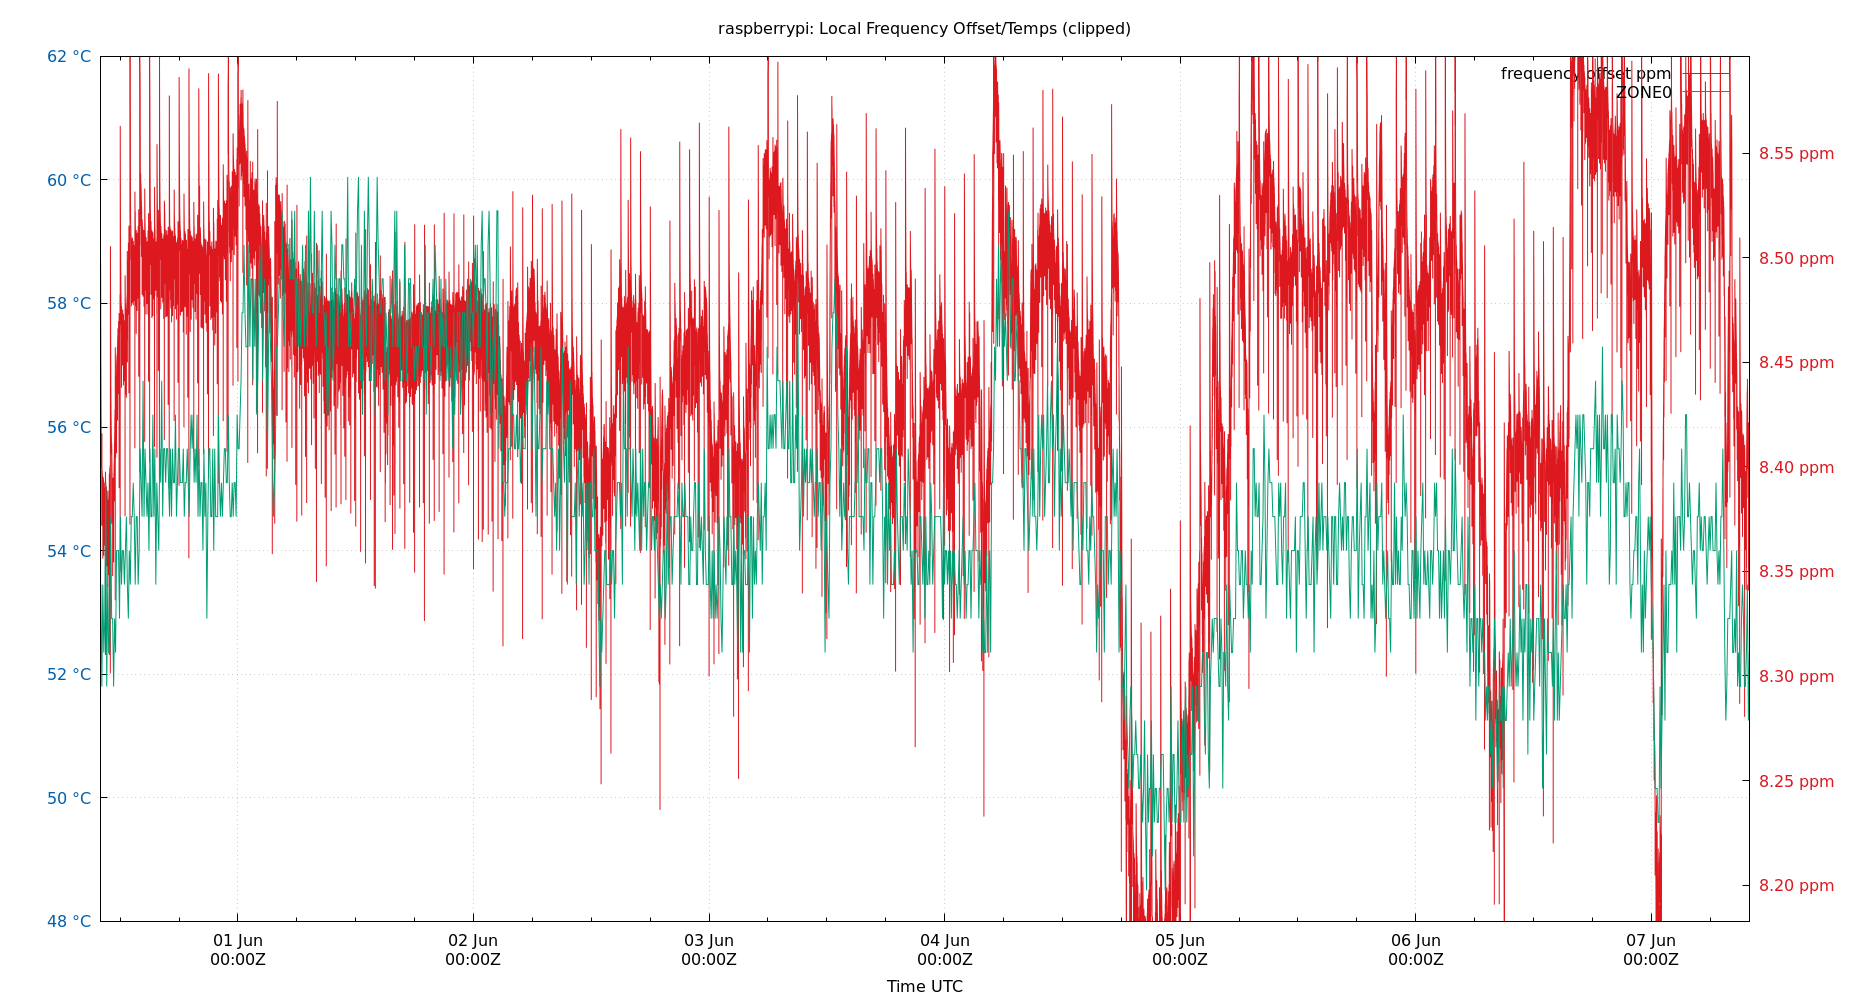 raspberrypi: Local Frequency Offset/Temps (clipped)
62 °C
60 °C
58 °C
56 °C
54 °C
52 °C
50 °C
48 °C
frequency offset ppm
ZONE0
8.55 ppm
8.50 ppm
8.45 ppm
8.40 ppm
8.35 ppm
8.30 ppm
8.25 ppm
8.20 ppm
01 Jun 02 Jun 03 Jun 04 Jun 05 Jun 06 Jun 07 Jun
00:00Z 00:00Z 00:00Z 00:00Z 00:00Z 00:00Z 00:00Z
Time UTC